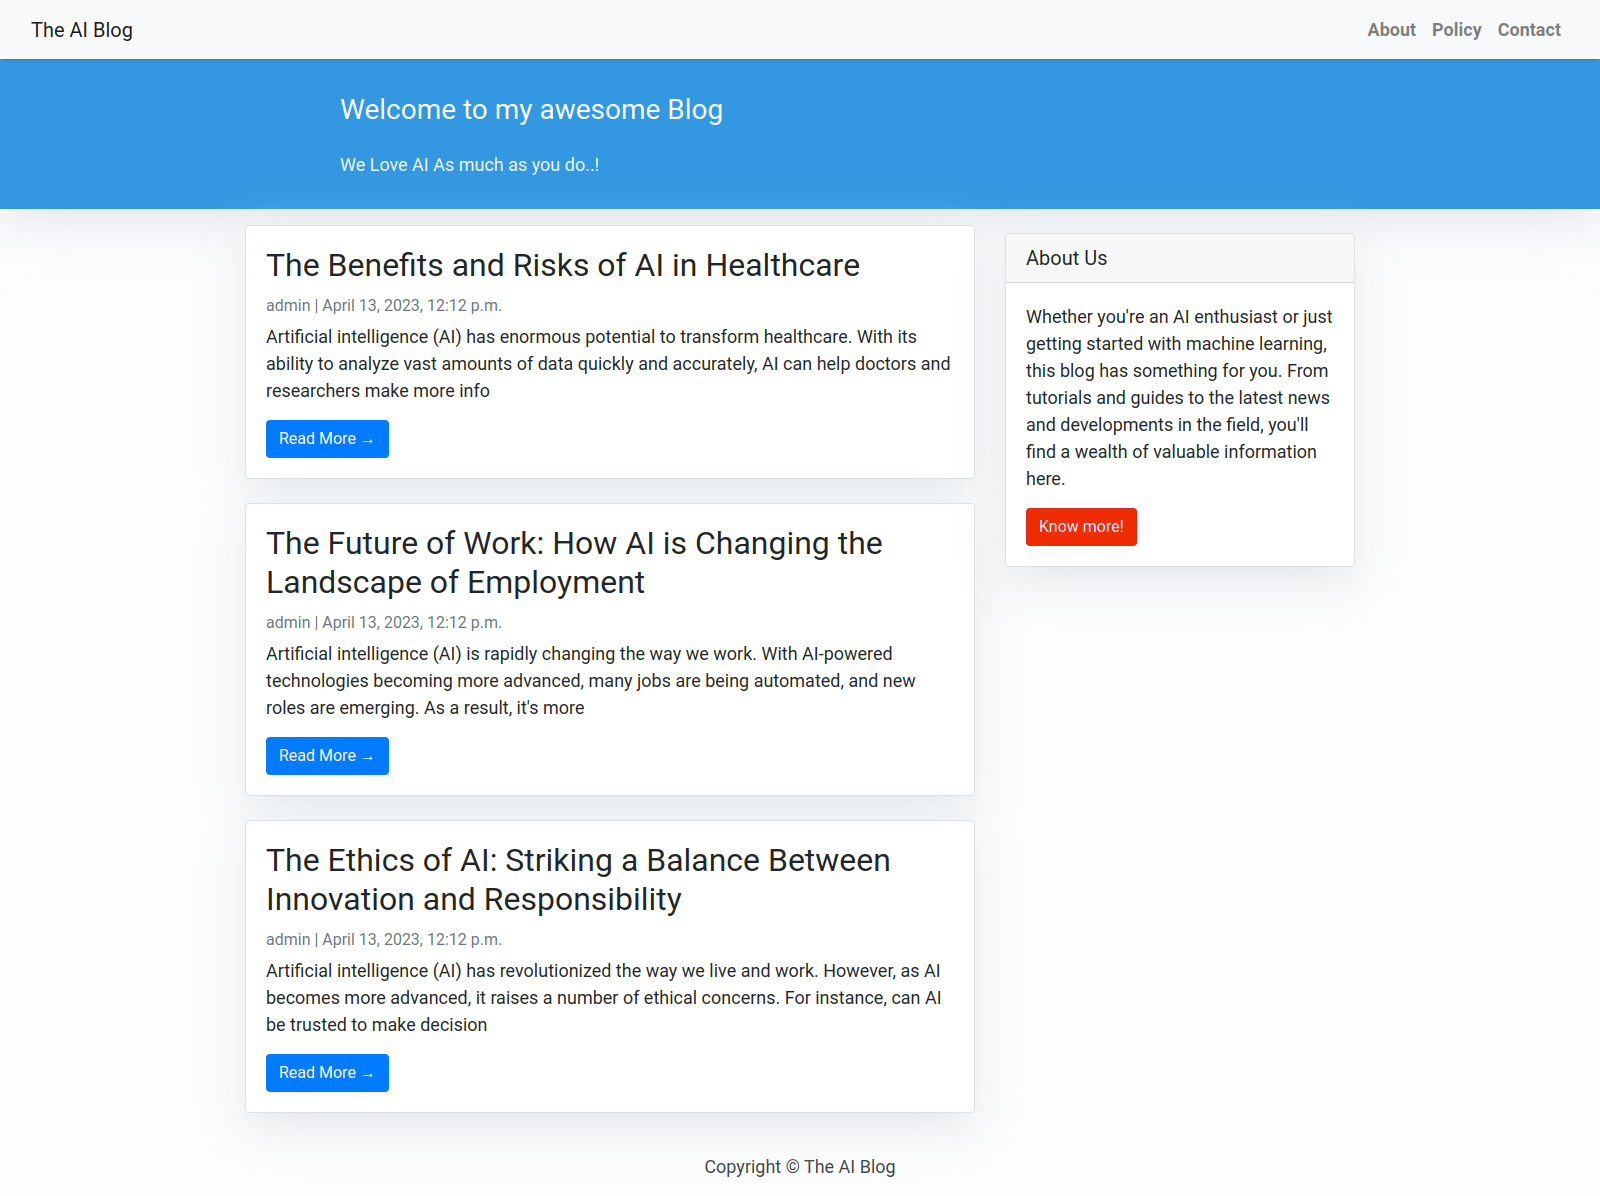 The AI Blog
About Policy Contact
Welcome to my awesome Blog
We Love AI As much as you do..!
The Benefits and Risks of AI in Healthcare
admin | April 13, 2023, 12:12 p.m.
Artificial intelligence (AI) has enormous potential to transform healthcare. With its
ability to analyze vast amounts of data quickly and accurately, AI can help doctors and
researchers make more info
Read More →
The Future of Work: How AI is Changing the
Landscape of Employment
admin | April 13, 2023, 12:12 p.m.
Artificial intelligence (AI) is rapidly changing the way we work. With AI-powered
technologies becoming more advanced, many jobs are being automated, and new
roles are emerging. As a result, it's more
Read More →
The Ethics of AI: Striking a Balance Between
Innovation and Responsibility
admin | April 13, 2023, 12:12 p.m.
Artificial intelligence (AI) has revolutionized the way we live and work. However, as AI
becomes more advanced, it raises a number of ethical concerns. For instance, can AI
be trusted to make decision
Read More →
About Us
Whether you're an AI enthusiast or just
getting started with machine learning,
this blog has something for you. From
tutorials and guides to the latest news
and developments in the field, you'll
find a wealth of valuable information
here.
Know more!
Copyright © The AI Blog